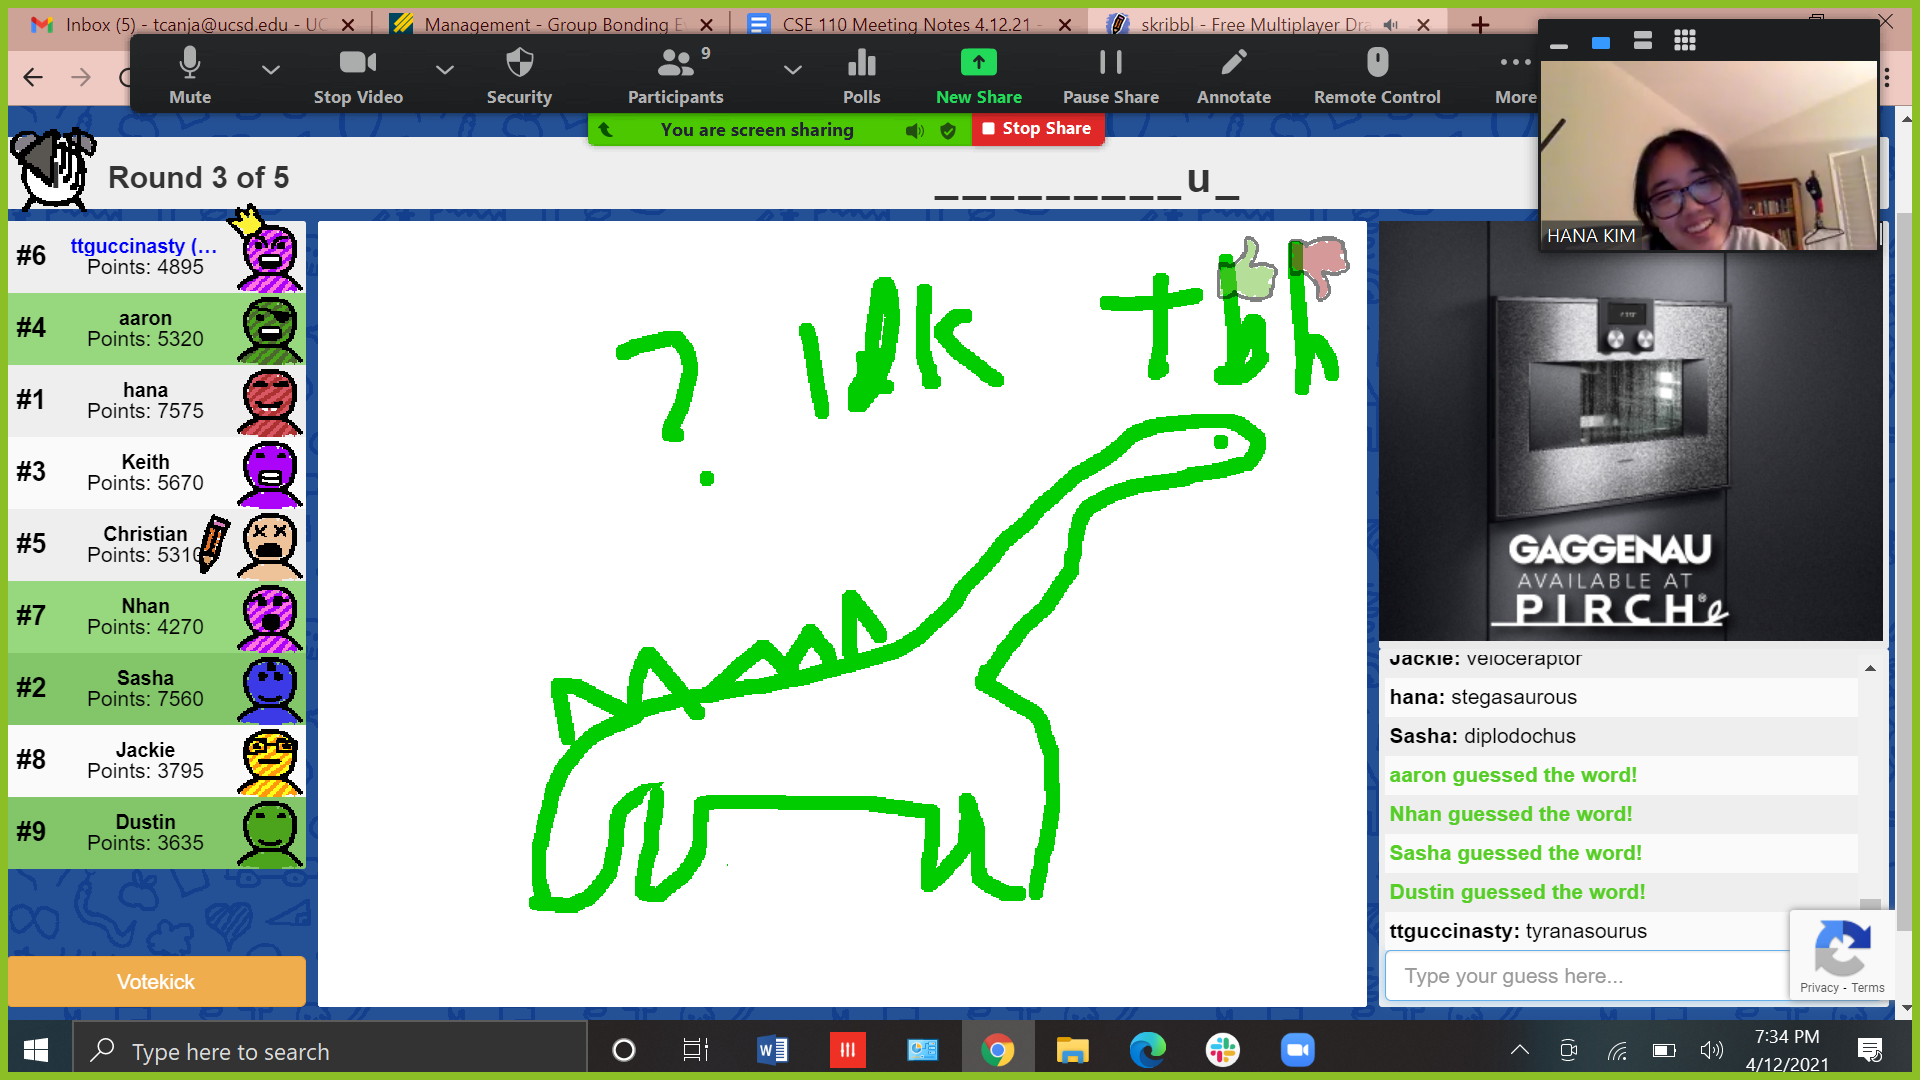 Inbox (5) - tcanja@ucsd.edu - UC
Management - Group Bonding E
CSE 110 Meeting Notes 4.12.21 -
skribbl - Free Multiplayer Dra
Mute
Stop Video
Security
9
Participants
Polls
New Share
Pause Share
Annotate
Remote Control
More
You are screen sharing
Stop Share
HANA KIM
Round 3 of 5
_________u_
#6
ttguccinasty (...
Points: 4895
#4
aaron
Points: 5320
#1
hana
Points: 7575
#3
Keith
Points: 5670
#5
Christian
Points: 5310
#7
Nhan
Points: 4270
#2
Sasha
Points: 7560
#8
Jackie
Points: 3795
#9
Dustin
Points: 3635
Votekick
? idk tbh
GAGGENAU
AVAILABLE AT
PIRCH
Jackie: veloceraptor
hana: stegasaurous
Sasha: diplodochus
aaron guessed the word!
Nhan guessed the word!
Sasha guessed the word!
Dustin guessed the word!
ttguccinasty: tyranasourus
Type your guess here...
Privacy - Terms
Type here to search
7:34 PM
4/12/2021